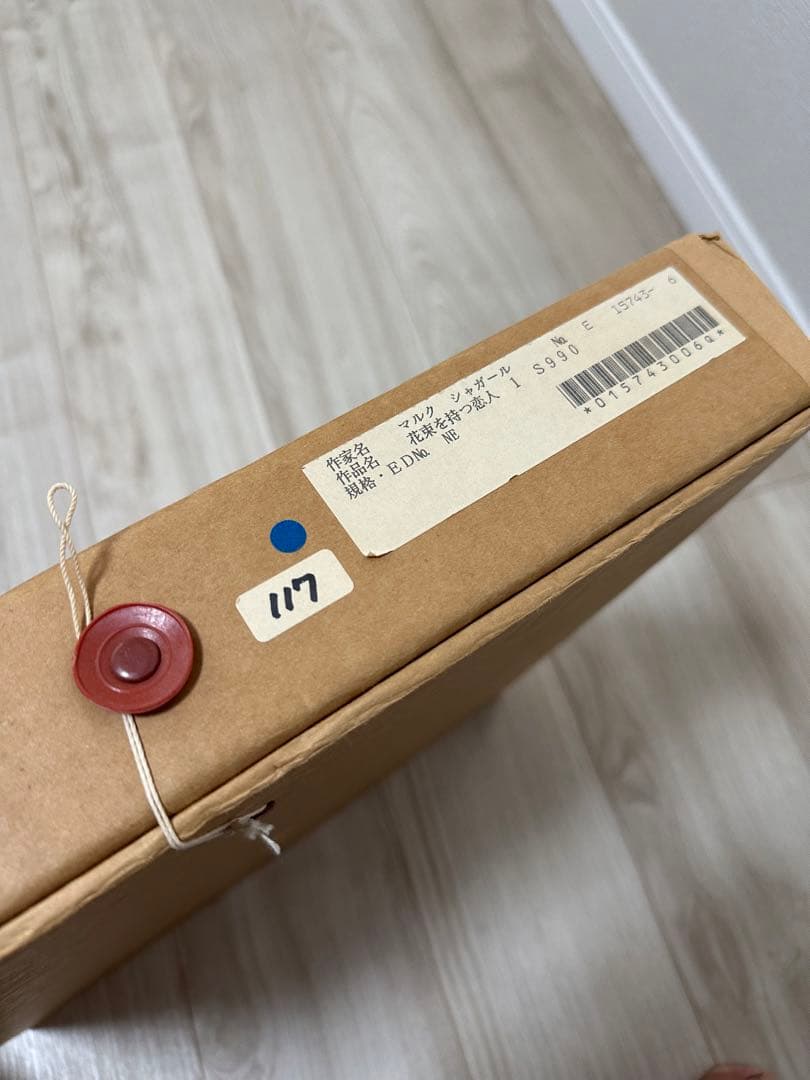 № E 15743- 6
作家名 マルク シャガール
作品名 花束を持つ恋人 1 S990
規格・ED№ NE
*0157430060*
117